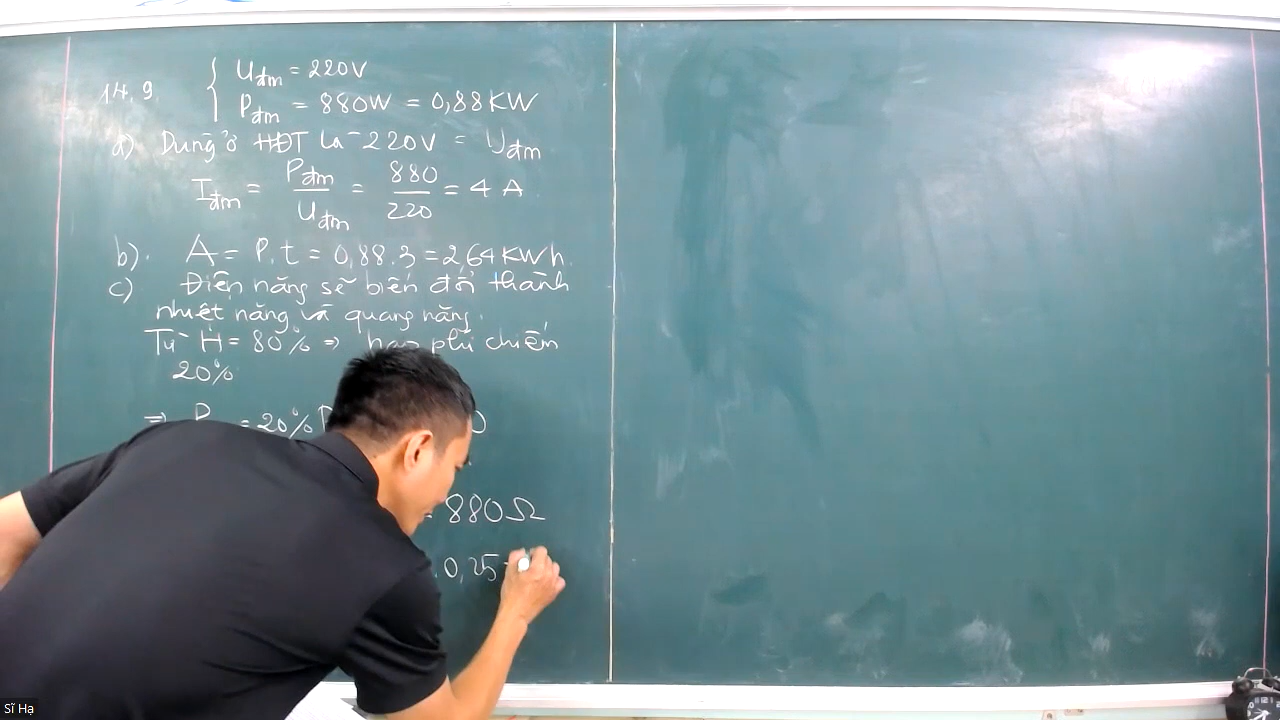 14.9. Uđm = 220V
Pđm = 880W = 0,88KW
a) Dùng ở HĐT là 220V = Uđm
Iđm = Pđm / Uđm = 880 / 220 = 4 A
b). A = P.t = 0,88.3 = 2,64 KWh.
c) Điện năng sẽ biến đổi thành
nhiệt năng và quang năng.
Từ H = 80% => hao phí chiếm
20%
=> P = 20%
= 880Ω
. 0,25
Sĩ Hạ